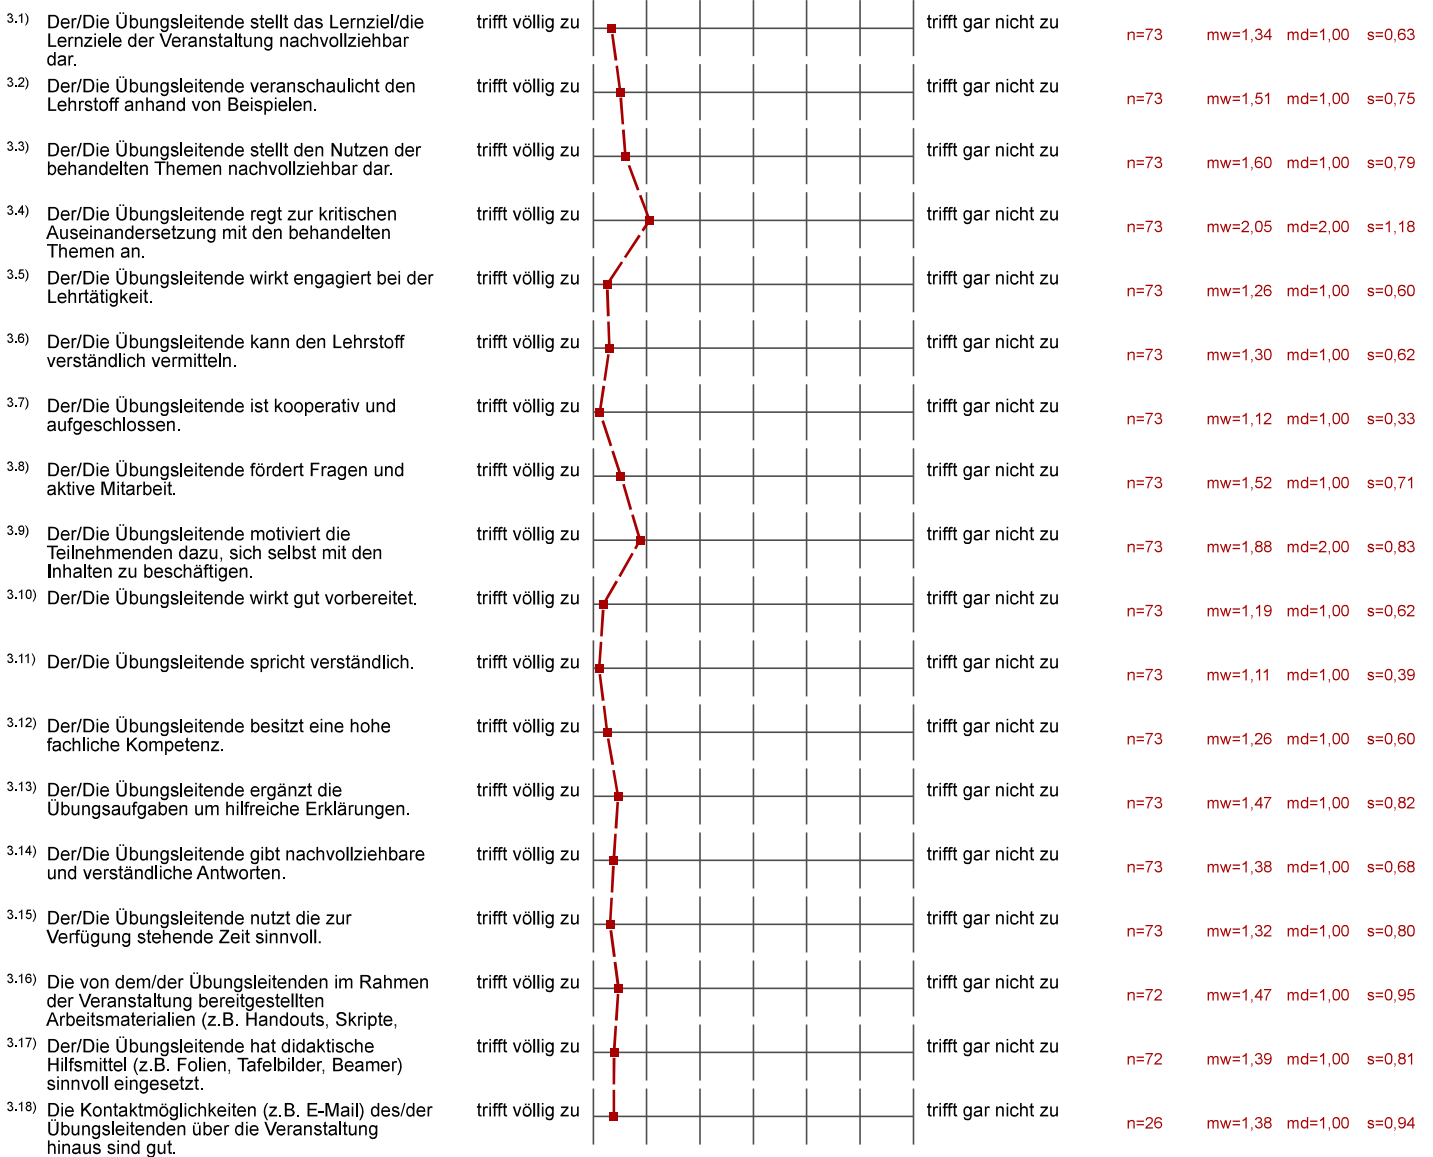 3.1) Der/Die Übungsleitende stellt das Lernziel/die trifft völlig zu trifft gar nicht zu
Lernziele der Veranstaltung nachvollziehbar n=73 mw=1,34 md=1,00 s=0,63
dar.
3.2) Der/Die Übungsleitende veranschaulicht den trifft völlig zu trifft gar nicht zu
Lehrstoff anhand von Beispielen. n=73 mw=1,51 md=1,00 s=0,75
3.3) Der/Die Übungsleitende stellt den Nutzen der trifft völlig zu trifft gar nicht zu
behandelten Themen nachvollziehbar dar. n=73 mw=1,60 md=1,00 s=0,79
3.4) Der/Die Übungsleitende regt zur kritischen trifft völlig zu trifft gar nicht zu
Auseinandersetzung mit den behandelten n=73 mw=2,05 md=2,00 s=1,18
Themen an.
3.5) Der/Die Übungsleitende wirkt engagiert bei der trifft völlig zu trifft gar nicht zu
Lehrtätigkeit. n=73 mw=1,26 md=1,00 s=0,60
3.6) Der/Die Übungsleitende kann den Lehrstoff trifft völlig zu trifft gar nicht zu
verständlich vermitteln. n=73 mw=1,30 md=1,00 s=0,62
3.7) Der/Die Übungsleitende ist kooperativ und trifft völlig zu trifft gar nicht zu
aufgeschlossen. n=73 mw=1,12 md=1,00 s=0,33
3.8) Der/Die Übungsleitende fördert Fragen und trifft völlig zu trifft gar nicht zu
aktive Mitarbeit. n=73 mw=1,52 md=1,00 s=0,71
3.9) Der/Die Übungsleitende motiviert die trifft völlig zu trifft gar nicht zu
Teilnehmenden dazu, sich selbst mit den n=73 mw=1,88 md=2,00 s=0,83
Inhalten zu beschäftigen.
3.10) Der/Die Übungsleitende wirkt gut vorbereitet. trifft völlig zu trifft gar nicht zu
n=73 mw=1,19 md=1,00 s=0,62
3.11) Der/Die Übungsleitende spricht verständlich. trifft völlig zu trifft gar nicht zu
n=73 mw=1,11 md=1,00 s=0,39
3.12) Der/Die Übungsleitende besitzt eine hohe trifft völlig zu trifft gar nicht zu
fachliche Kompetenz. n=73 mw=1,26 md=1,00 s=0,60
3.13) Der/Die Übungsleitende ergänzt die trifft völlig zu trifft gar nicht zu
Übungsaufgaben um hilfreiche Erklärungen. n=73 mw=1,47 md=1,00 s=0,82
3.14) Der/Die Übungsleitende gibt nachvollziehbare trifft völlig zu trifft gar nicht zu
und verständliche Antworten. n=73 mw=1,38 md=1,00 s=0,68
3.15) Der/Die Übungsleitende nutzt die zur trifft völlig zu trifft gar nicht zu
Verfügung stehende Zeit sinnvoll. n=73 mw=1,32 md=1,00 s=0,80
3.16) Die von dem/der Übungsleitenden im Rahmen trifft völlig zu trifft gar nicht zu
der Veranstaltung bereitgestellten n=72 mw=1,47 md=1,00 s=0,95
Arbeitsmaterialien (z.B. Handouts, Skripte,
3.17) Der/Die Übungsleitende hat didaktische trifft völlig zu trifft gar nicht zu
Hilfsmittel (z.B. Folien, Tafelbilder, Beamer) n=72 mw=1,39 md=1,00 s=0,81
sinnvoll eingesetzt.
3.18) Die Kontaktmöglichkeiten (z.B. E-Mail) des/der trifft völlig zu trifft gar nicht zu
Übungsleitenden über die Veranstaltung n=26 mw=1,38 md=1,00 s=0,94
hinaus sind gut.